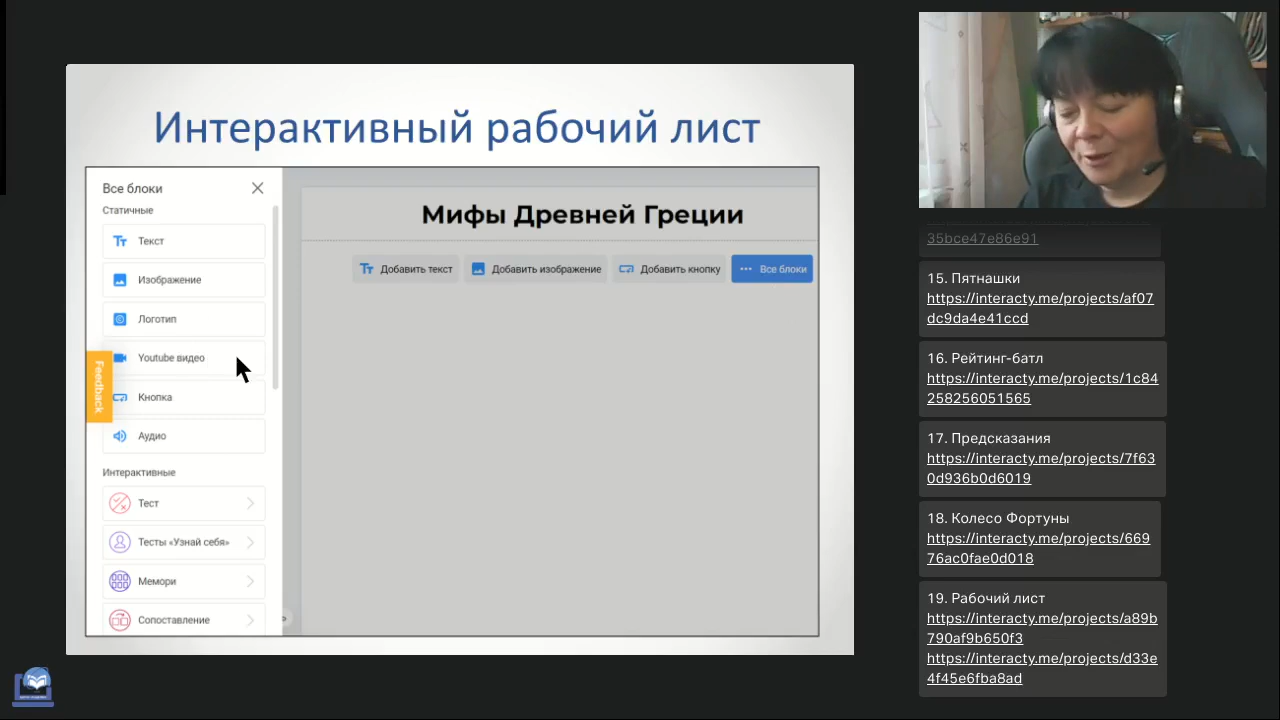 Интерактивный рабочий лист
Все блоки
Статичные
Текст
Изображение
Логотип
Youtube видео
Кнопка
Аудио
Интерактивные
Тест
Тесты «Узнай себя»
Мемори
Сопоставление
Feedback
Мифы Древней Греции
Добавить текст
Добавить изображение
Добавить кнопку
Все блоки
35bce47e86e91
15. Пятнашки
https://interacty.me/projects/af07
dc9da4e41ccd
16. Рейтинг-батл
https://interacty.me/projects/1c84
258256051565
17. Предсказания
https://interacty.me/projects/7f63
0d936b0d6019
18. Колесо Фортуны
https://interacty.me/projects/669
76ac0fae0d018
19. Рабочий лист
https://interacty.me/projects/a89b
790af9b650f3
https://interacty.me/projects/d33e
4f45e6fba8ad